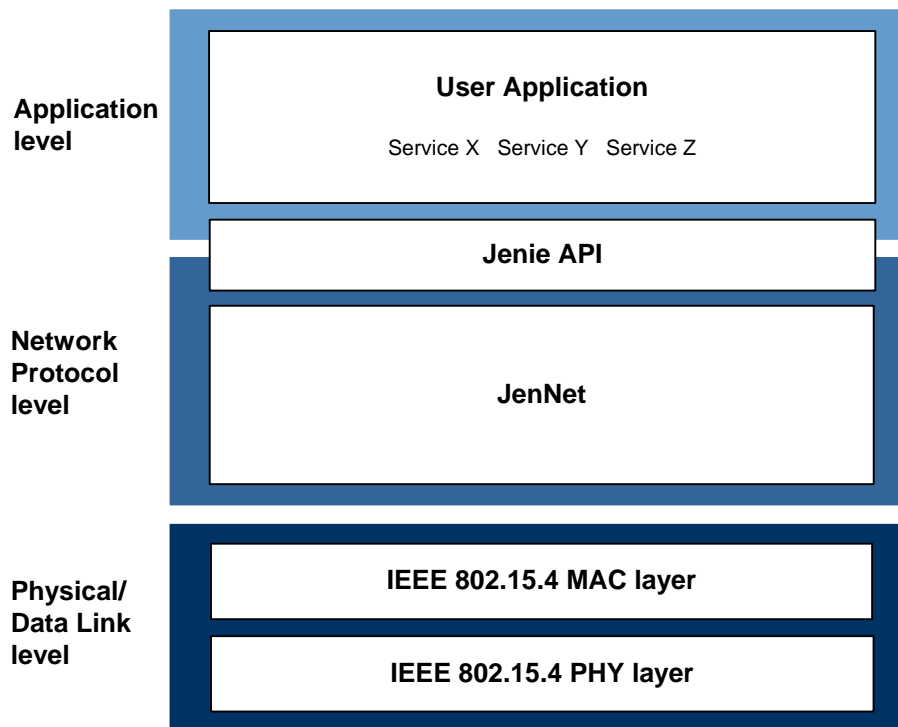 Application
level
User Application
Service X Service Y Service Z
Jenie API
Network
Protocol
level
JenNet
Physical/
Data Link
level
IEEE 802.15.4 MAC layer
IEEE 802.15.4 PHY layer